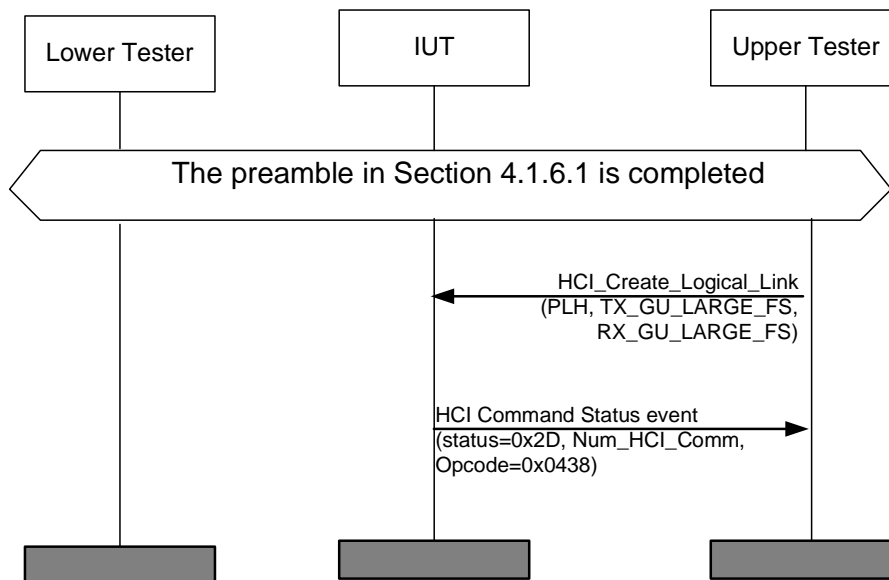 Lower Tester
IUT
Upper Tester
The preamble in Section 4.1.6.1 is completed
HCI_Create_Logical_Link
(PLH, TX_GU_LARGE_FS,
RX_GU_LARGE_FS)
HCI Command Status event
(status=0x2D, Num_HCI_Comm,
Opcode=0x0438)